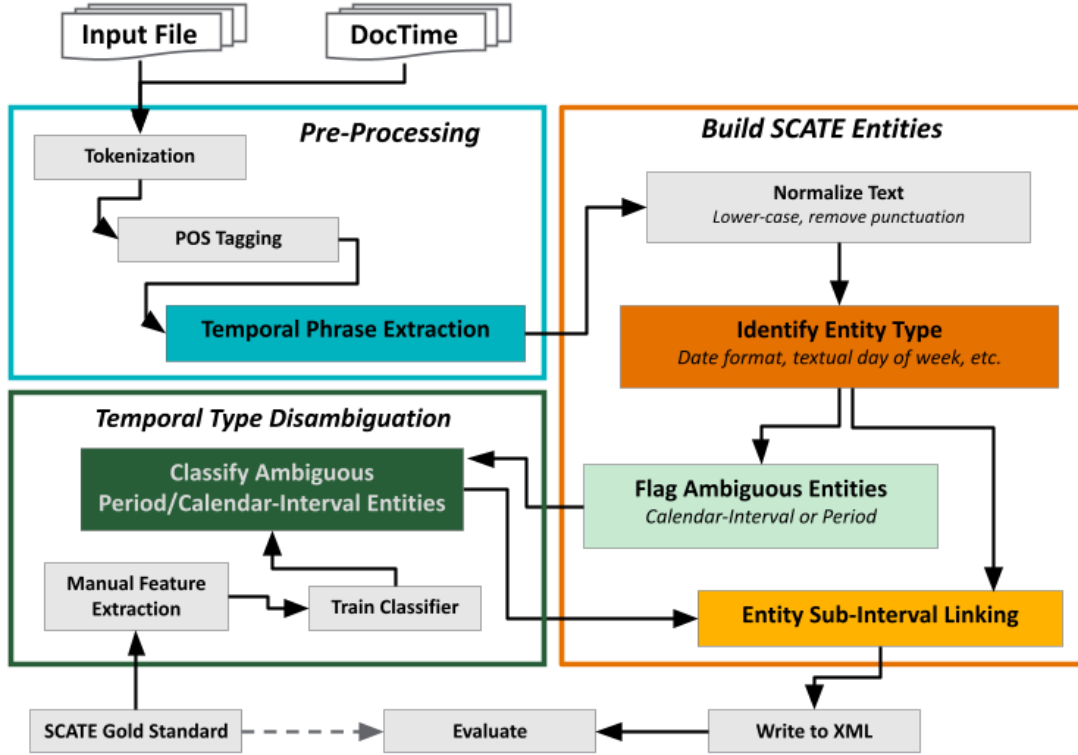 Input File
DocTime
Pre-Processing
Tokenization
POS Tagging
Temporal Phrase Extraction
Build SCATE Entities
Normalize Text
Lower-case, remove punctuation
Identify Entity Type
Date format, textual day of week, etc.
Flag Ambiguous Entities
Calendar-Interval or Period
Entity Sub-Interval Linking
Temporal Type Disambiguation
Classify Ambiguous
Period/Calendar-Interval Entities
Manual Feature
Extraction
Train Classifier
SCATE Gold Standard
Evaluate
Write to XML